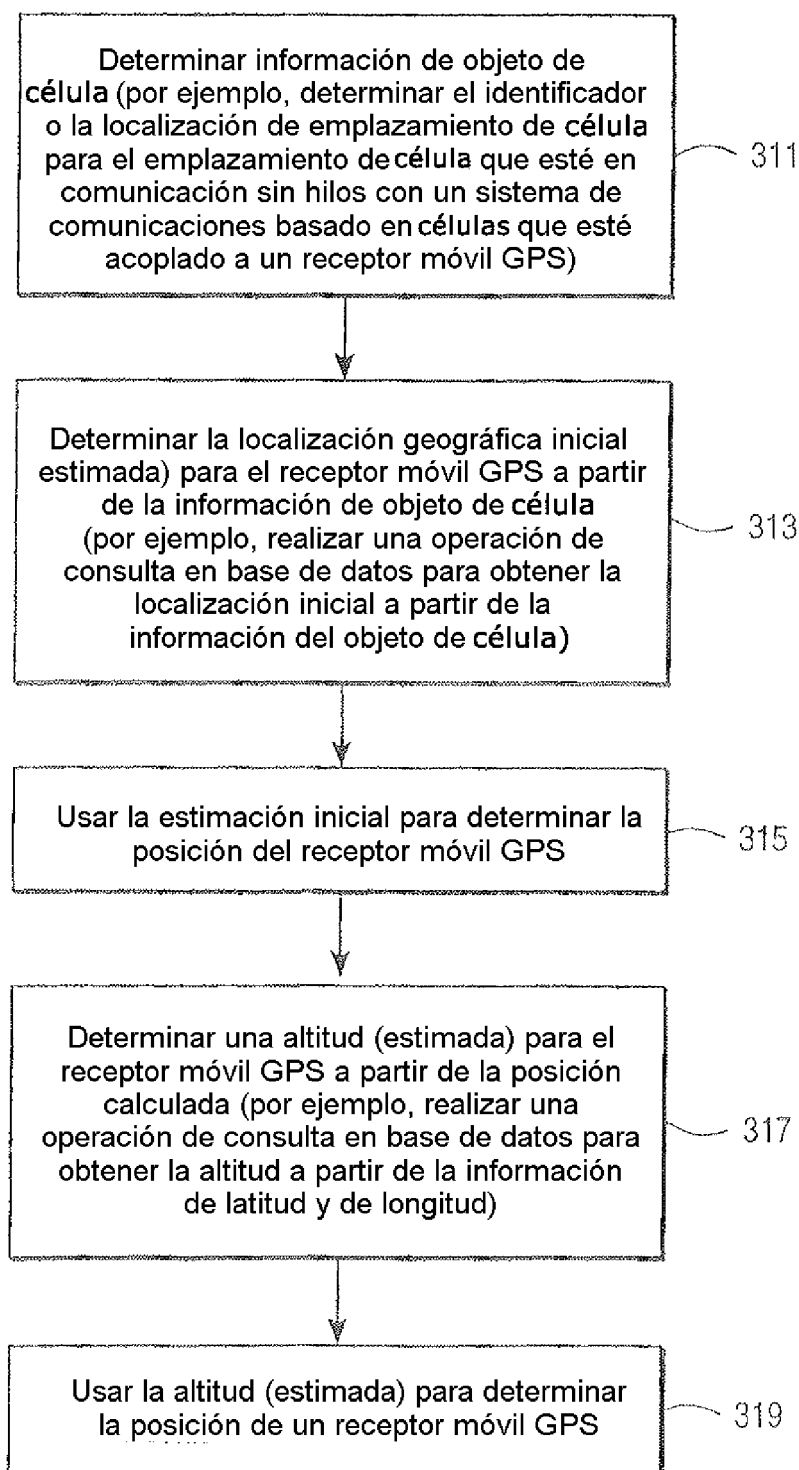 Determinar información de objeto de
célula (por ejemplo, determinar el identificador
o la localización de emplazamiento de célula
para el emplazamiento de célula que esté en
comunicación sin hilos con un sistema de
comunicaciones basado en células que esté
acoplado a un receptor móvil GPS)
311
Determinar la localización geográfica inicial
estimada) para el receptor móvil GPS a partir
de la información de objeto de célula
(por ejemplo, realizar una operación de
consulta en base de datos para obtener la
localización inicial a partir de la
información del objeto de célula)
313
Usar la estimación inicial para determinar la
posición del receptor móvil GPS
315
Determinar una altitud (estimada) para el
receptor móvil GPS a partir de la posición
calculada (por ejemplo, realizar una
operación de consulta en base de datos para
obtener la altitud a partir de la información
de latitud y de longitud)
317
Usar la altitud (estimada) para determinar
la posición de un receptor móvil GPS
319